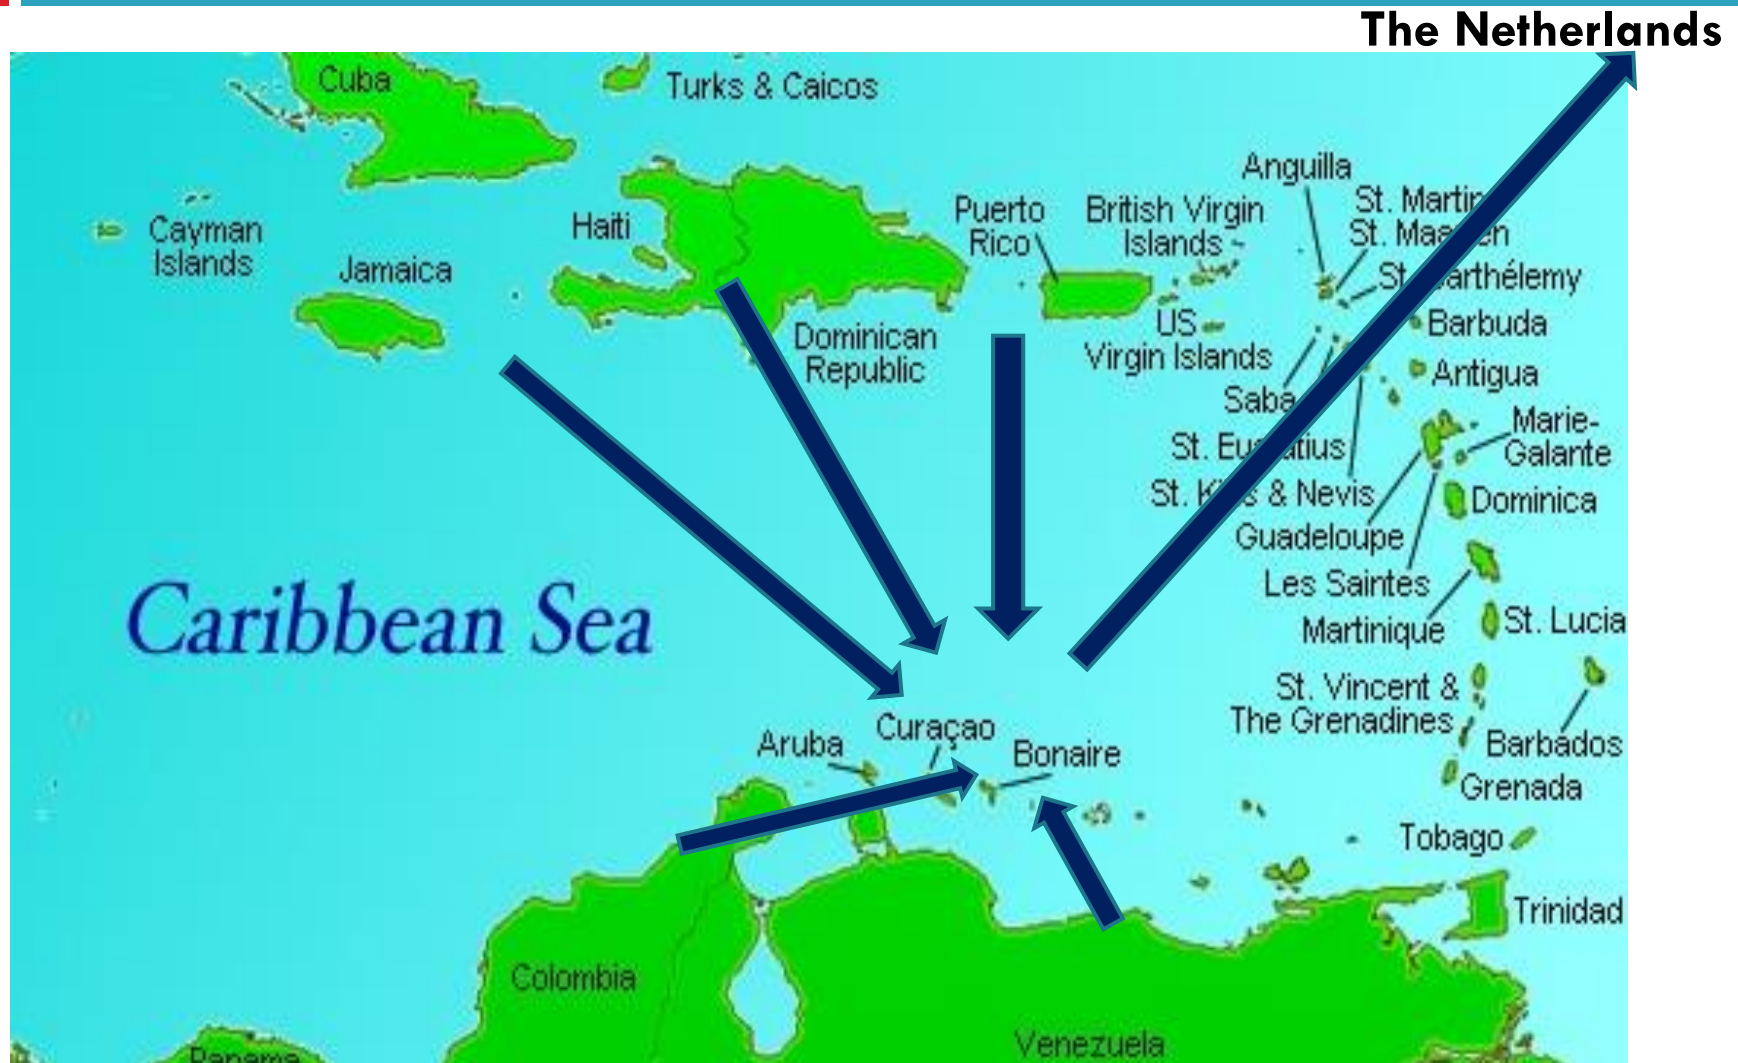 The Netherlands
Cuba
Turks & Caicos
Anguilla
St. Martin
St. Maarten
St. Barthélemy
Puerto
Rico
British Virgin
Islands
Haiti
Cayman
Islands
Jamaica
Dominican
Republic
US
Virgin Islands
Barbuda
Antigua
Saba
St. Eustatius
St. Kitts & Nevis
Marie-
Galante
Dominica
Guadeloupe
Les Saintes
Martinique
St. Lucia
Caribbean Sea
St. Vincent &
The Grenadines
Barbados
Grenada
Aruba
Curaçao
Bonaire
Tobago
Trinidad
Colombia
Venezuela
Panama